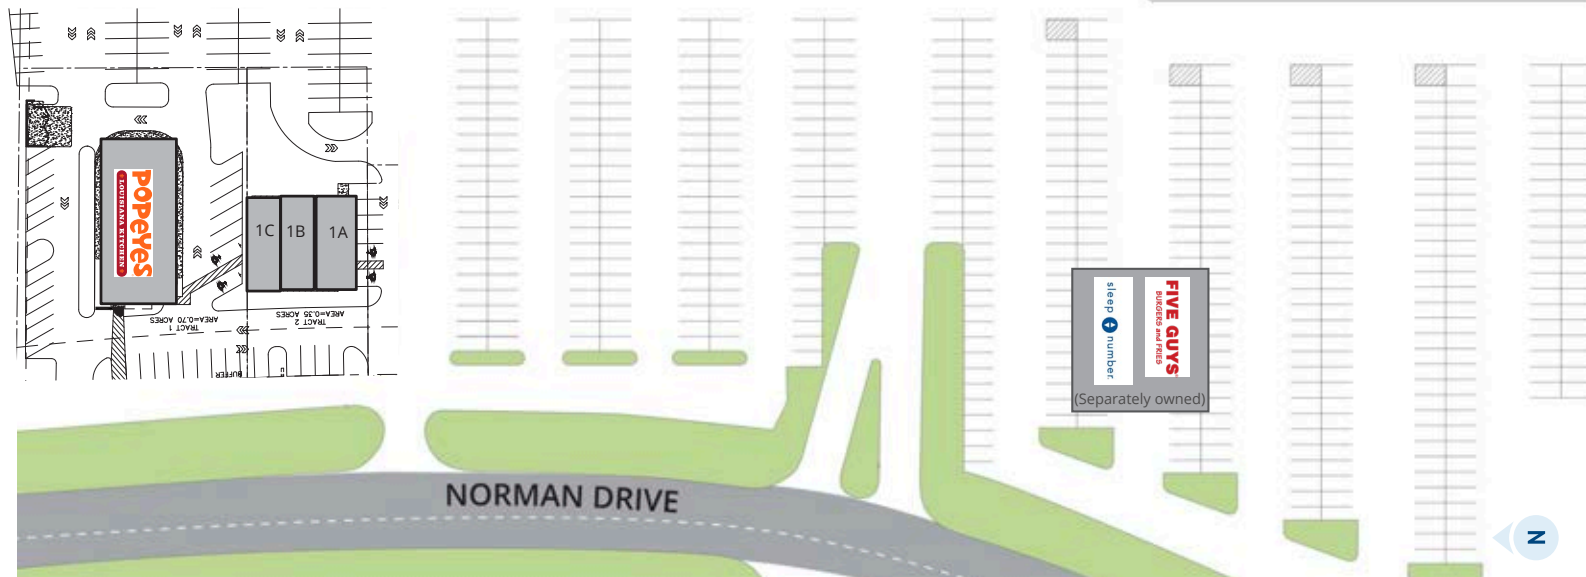 POPEYES
LOUISIANA KITCHEN
1C
1B
1A
TRACT 1
AREA=0.70 ACRES
TRACT 2
AREA=0.35 ACRES
BUFFER
FIVE GUYS
BURGERS and FRIES
sleep number.
(Separately owned)
NORMAN DRIVE
N